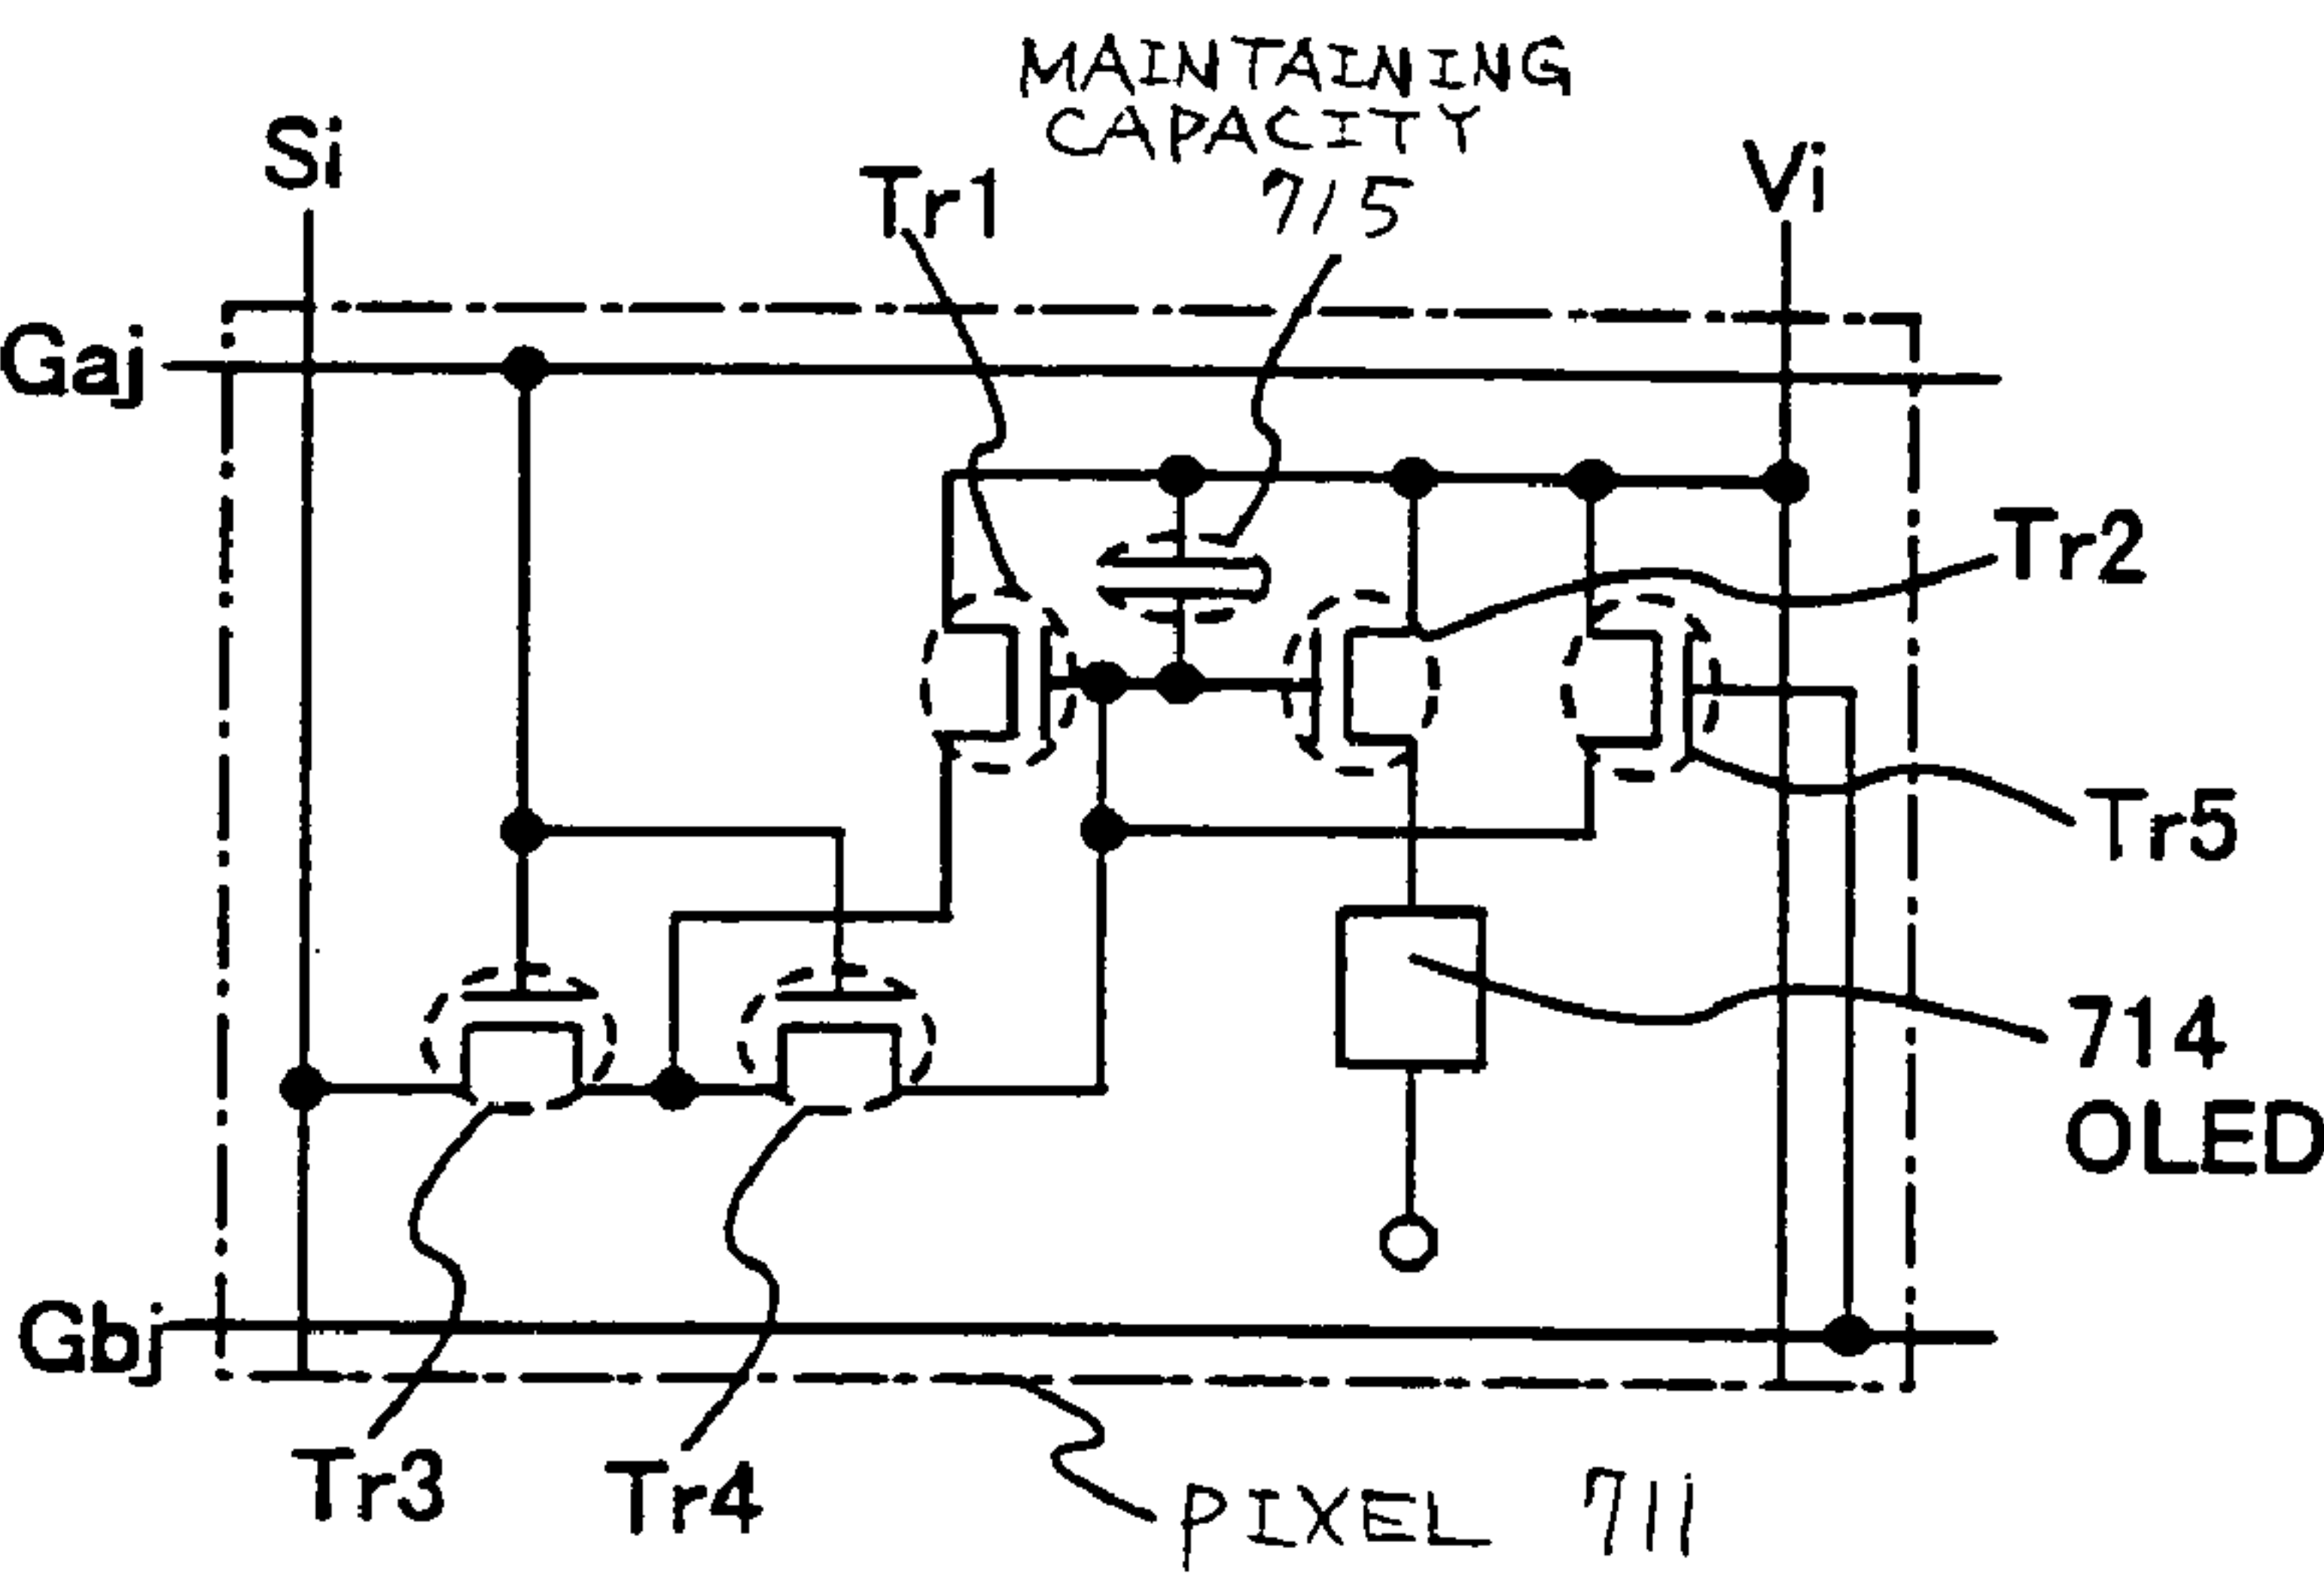 MAINTAINING
CAPACITY
715
Si
Tr1
Vi
Gaj
Tr2
Tr5
714
OLED
Gbj
Tr3
Tr4
PIXEL 711